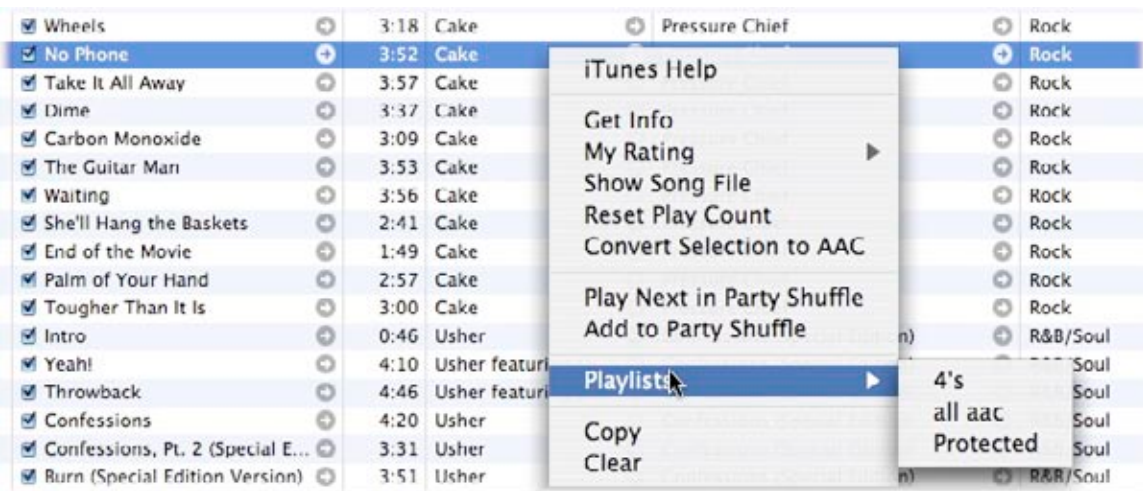 Wheels 3:18 Cake Pressure Chief Rock
No Phone 3:52 Cake Rock
Take It All Away 3:57 Cake Rock
Dime 3:37 Cake Rock
Carbon Monoxide 3:09 Cake Rock
The Guitar Man 3:53 Cake Rock
Waiting 3:56 Cake Rock
She'll Hang the Baskets 2:41 Cake Rock
End of the Movie 1:49 Cake Rock
Palm of Your Hand 2:57 Cake Rock
Tougher Than It Is 3:00 Cake Rock
Intro 0:46 Usher R&B/Soul
Yeah! 4:10 Usher featuri Soul
Throwback 4:46 Usher featuri Soul
Confessions 4:20 Usher Soul
Confessions, Pt. 2 (Special E... 3:31 Usher Soul
Burn (Special Edition Version) 3:51 Usher R&B/Soul
iTunes Help
Get Info
My Rating
Show Song File
Reset Play Count
Convert Selection to AAC
Play Next in Party Shuffle
Add to Party Shuffle
Playlists
Copy
Clear
4's
all aac
Protected